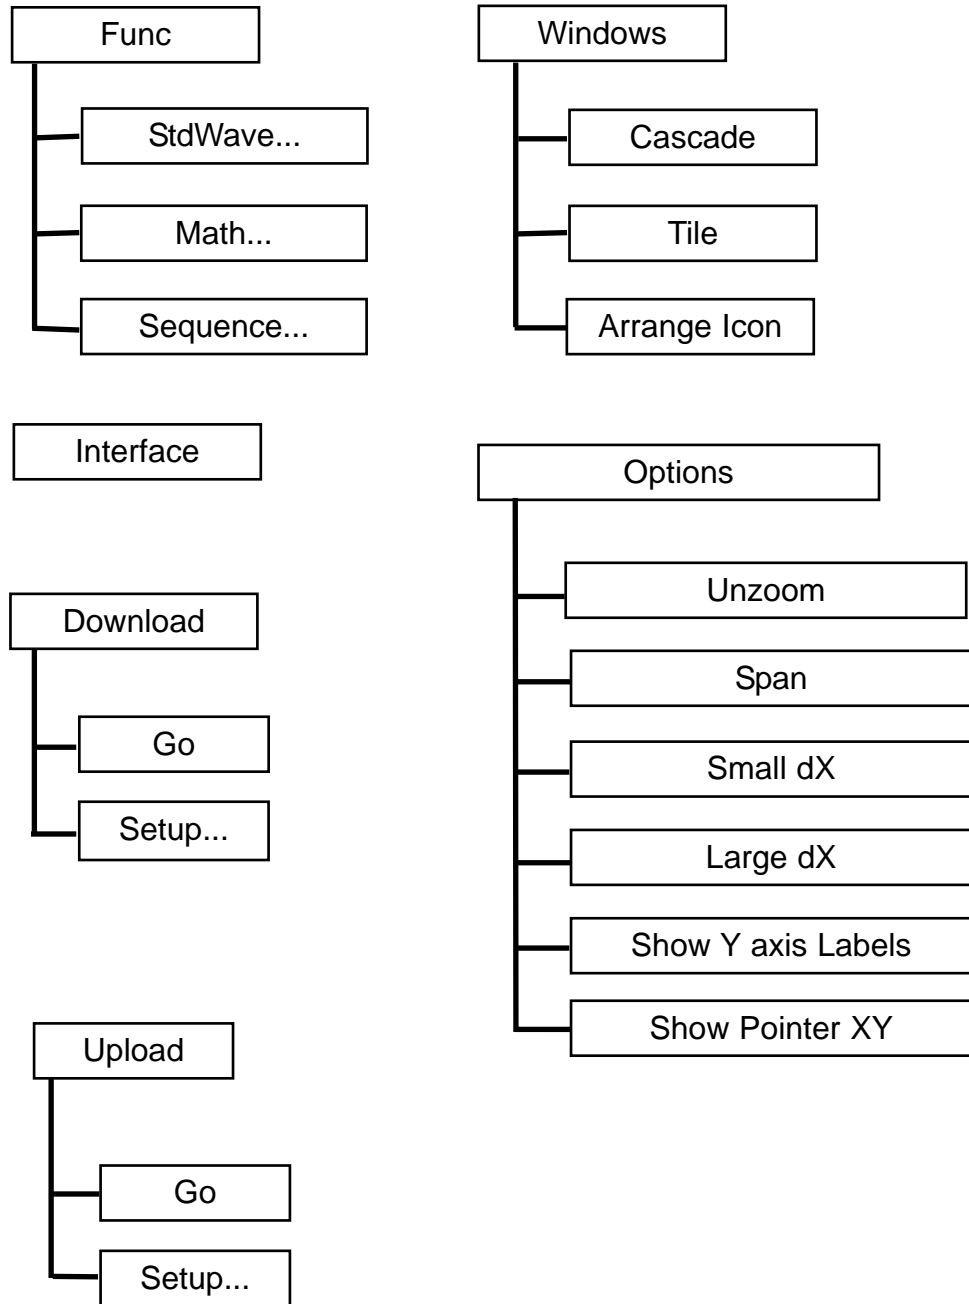 Func
StdWave...
Math...
Sequence...
Interface
Download
Go
Setup...
Upload
Go
Setup...
Windows
Cascade
Tile
Arrange Icon
Options
Unzoom
Span
Small dX
Large dX
Show Y axis Labels
Show Pointer XY